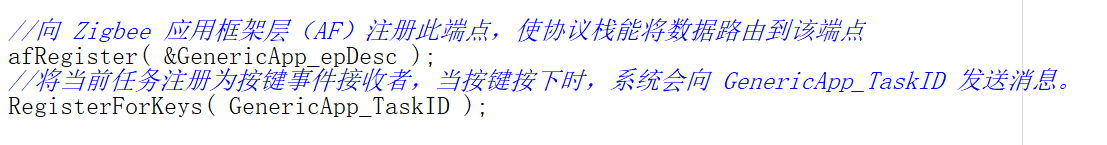 //向 Zigbee 应用框架层（AF）注册此端点，使协议栈能将数据路由到该端点
afRegister( &GenericApp_epDesc );
//将当前任务注册为按键事件接收者，当按键按下时，系统会向 GenericApp_TaskID 发送消息。
RegisterForKeys( GenericApp_TaskID );